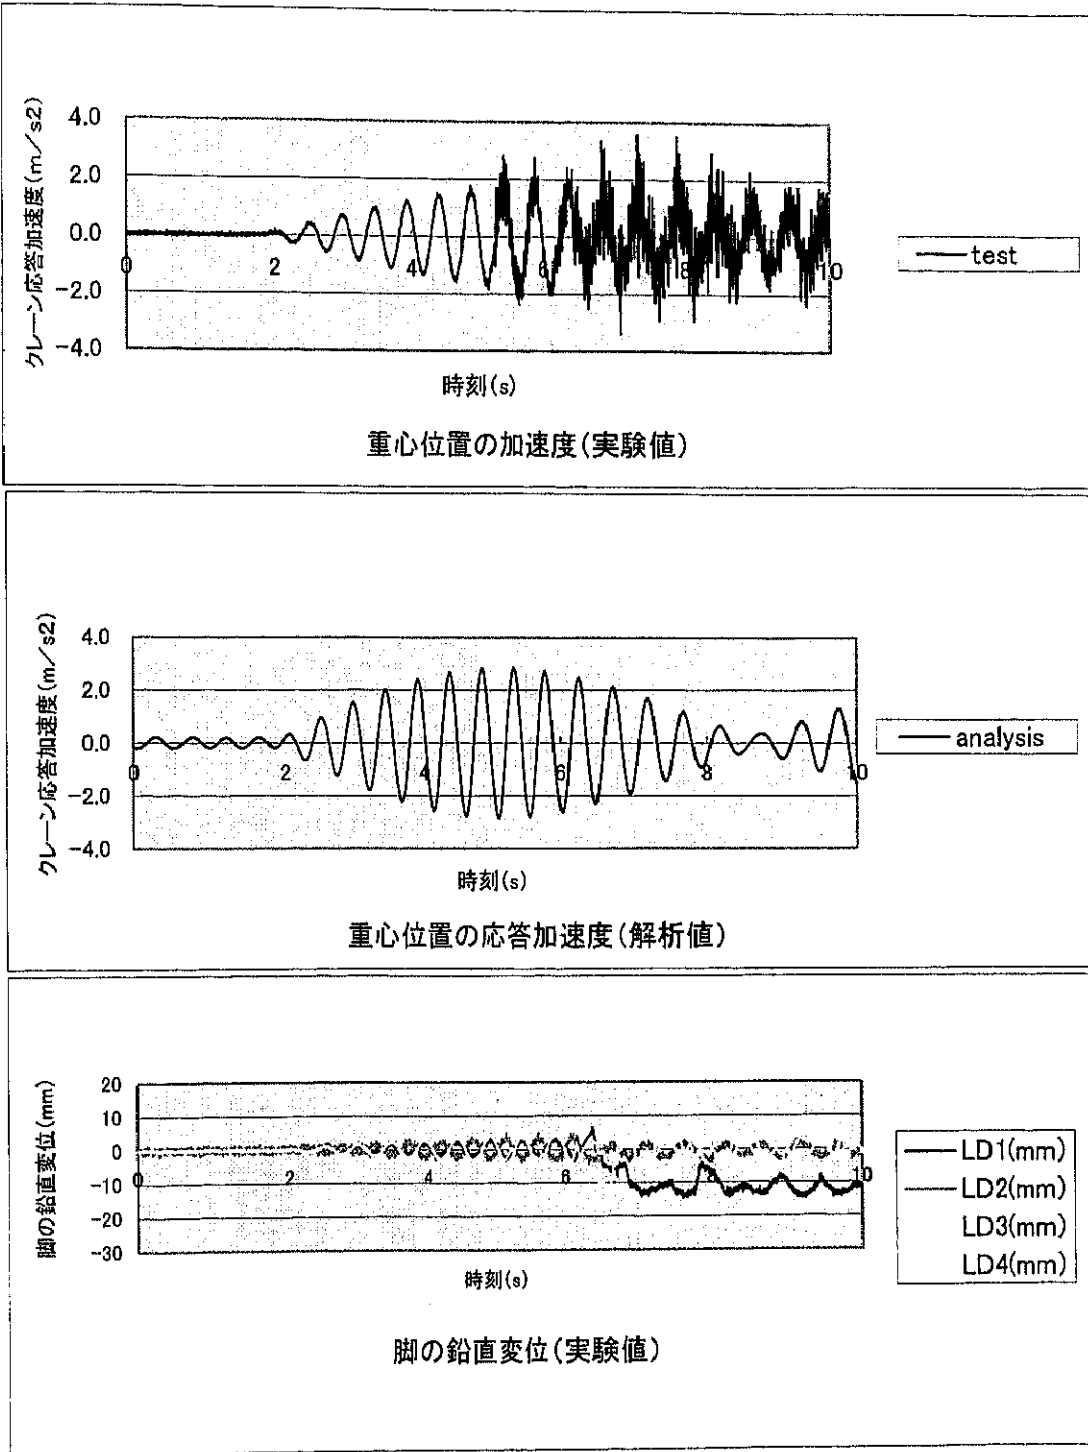 クレーン応答加速度(m/s2)
4.0
2.0
0.0
-2.0
-4.0
0 2 4 6 8 10
時刻(s)
test
重心位置の加速度(実験値)
クレーン応答加速度(m/s2)
4.0
2.0
0.0
-2.0
-4.0
0 2 4 6 8 10
時刻(s)
analysis
重心位置の応答加速度(解析値)
脚の鉛直変位(mm)
20
10
0
-10
-20
-30
0 2 4 6 8 10
時刻(s)
LD1(mm)
LD2(mm)
LD3(mm)
LD4(mm)
脚の鉛直変位(実験値)